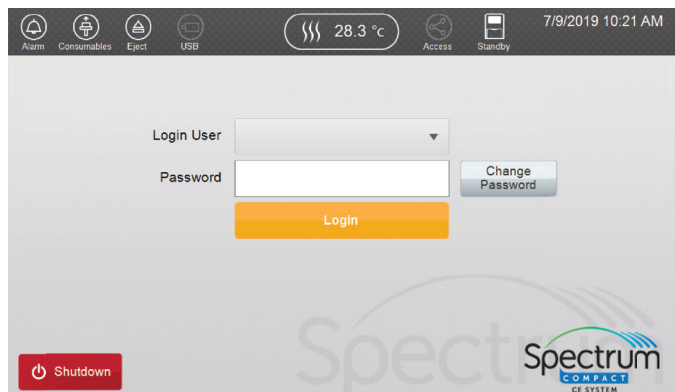 Alarm Consumables Eject USB 28.3 °C Access Standby 7/9/2019 10:21 AM
Login User
Password Change Password
Login
Spectrum
Shutdown
Spectrum
COMPACT
CE SYSTEM